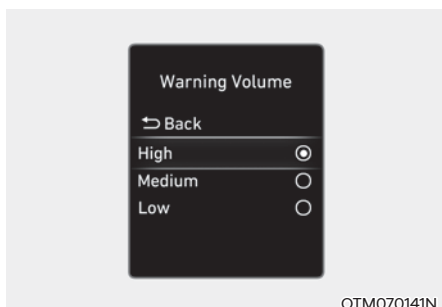 Warning Volume
Back
High
Medium
Low
OTM070141N